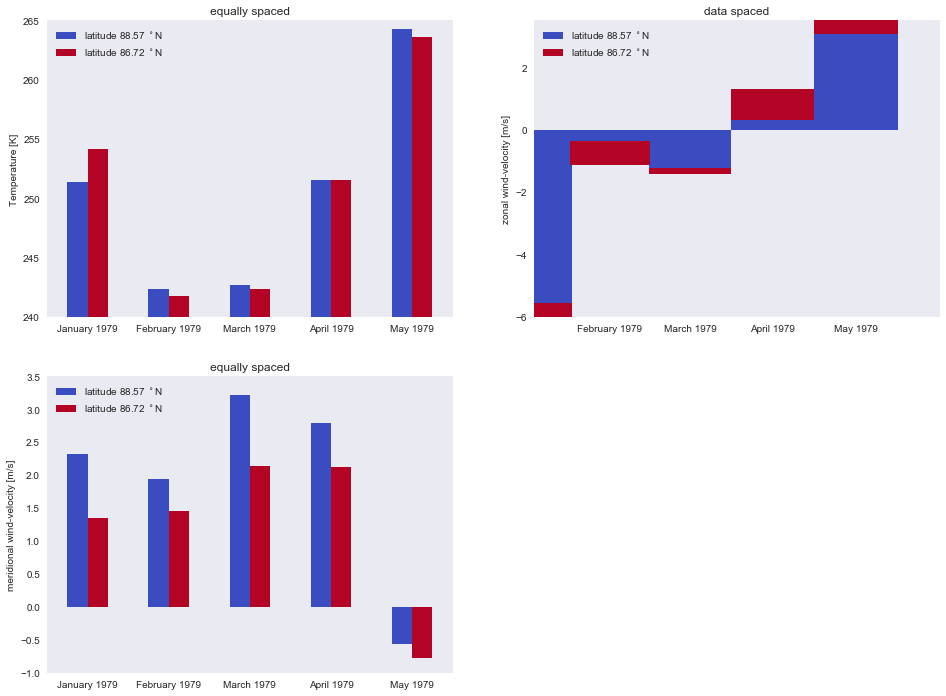 equally spaced
Temperature [K]
265
260
255
250
245
240
latitude 88.57 °N
latitude 86.72 °N
January 1979 February 1979 March 1979 April 1979 May 1979
data spaced
zonal wind-velocity [m/s]
2
0
−2
−4
−6
latitude 88.57 °N
latitude 86.72 °N
February 1979 March 1979 April 1979 May 1979
equally spaced
meridional wind-velocity [m/s]
3.5
3.0
2.5
2.0
1.5
1.0
0.5
0.0
−0.5
−1.0
latitude 88.57 °N
latitude 86.72 °N
January 1979 February 1979 March 1979 April 1979 May 1979